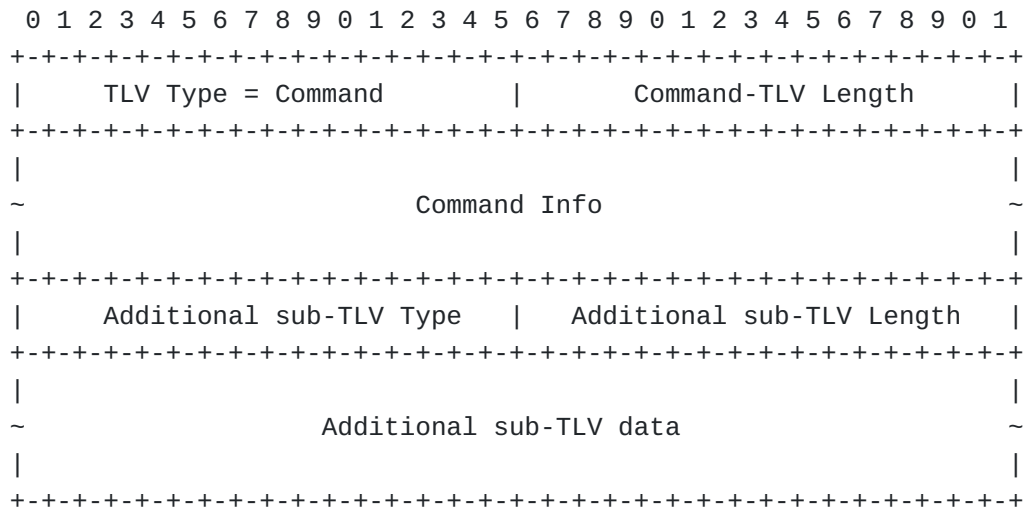 0 1 2 3 4 5 6 7 8 9 0 1 2 3 4 5 6 7 8 9 0 1 2 3 4 5 6 7 8 9 0 1
+-+-+-+-+-+-+-+-+-+-+-+-+-+-+-+-+-+-+-+-+-+-+-+-+-+-+-+-+-+-+-+-+
|     TLV Type = Command        |       Command-TLV Length      |
+-+-+-+-+-+-+-+-+-+-+-+-+-+-+-+-+-+-+-+-+-+-+-+-+-+-+-+-+-+-+-+-+
|                                                               |
~                         Command Info                          ~
|                                                               |
+-+-+-+-+-+-+-+-+-+-+-+-+-+-+-+-+-+-+-+-+-+-+-+-+-+-+-+-+-+-+-+-+
|     Additional sub-TLV Type   |   Additional sub-TLV Length   |
+-+-+-+-+-+-+-+-+-+-+-+-+-+-+-+-+-+-+-+-+-+-+-+-+-+-+-+-+-+-+-+-+
|                                                               |
~                   Additional sub-TLV data                     ~
|                                                               |
+-+-+-+-+-+-+-+-+-+-+-+-+-+-+-+-+-+-+-+-+-+-+-+-+-+-+-+-+-+-+-+-+